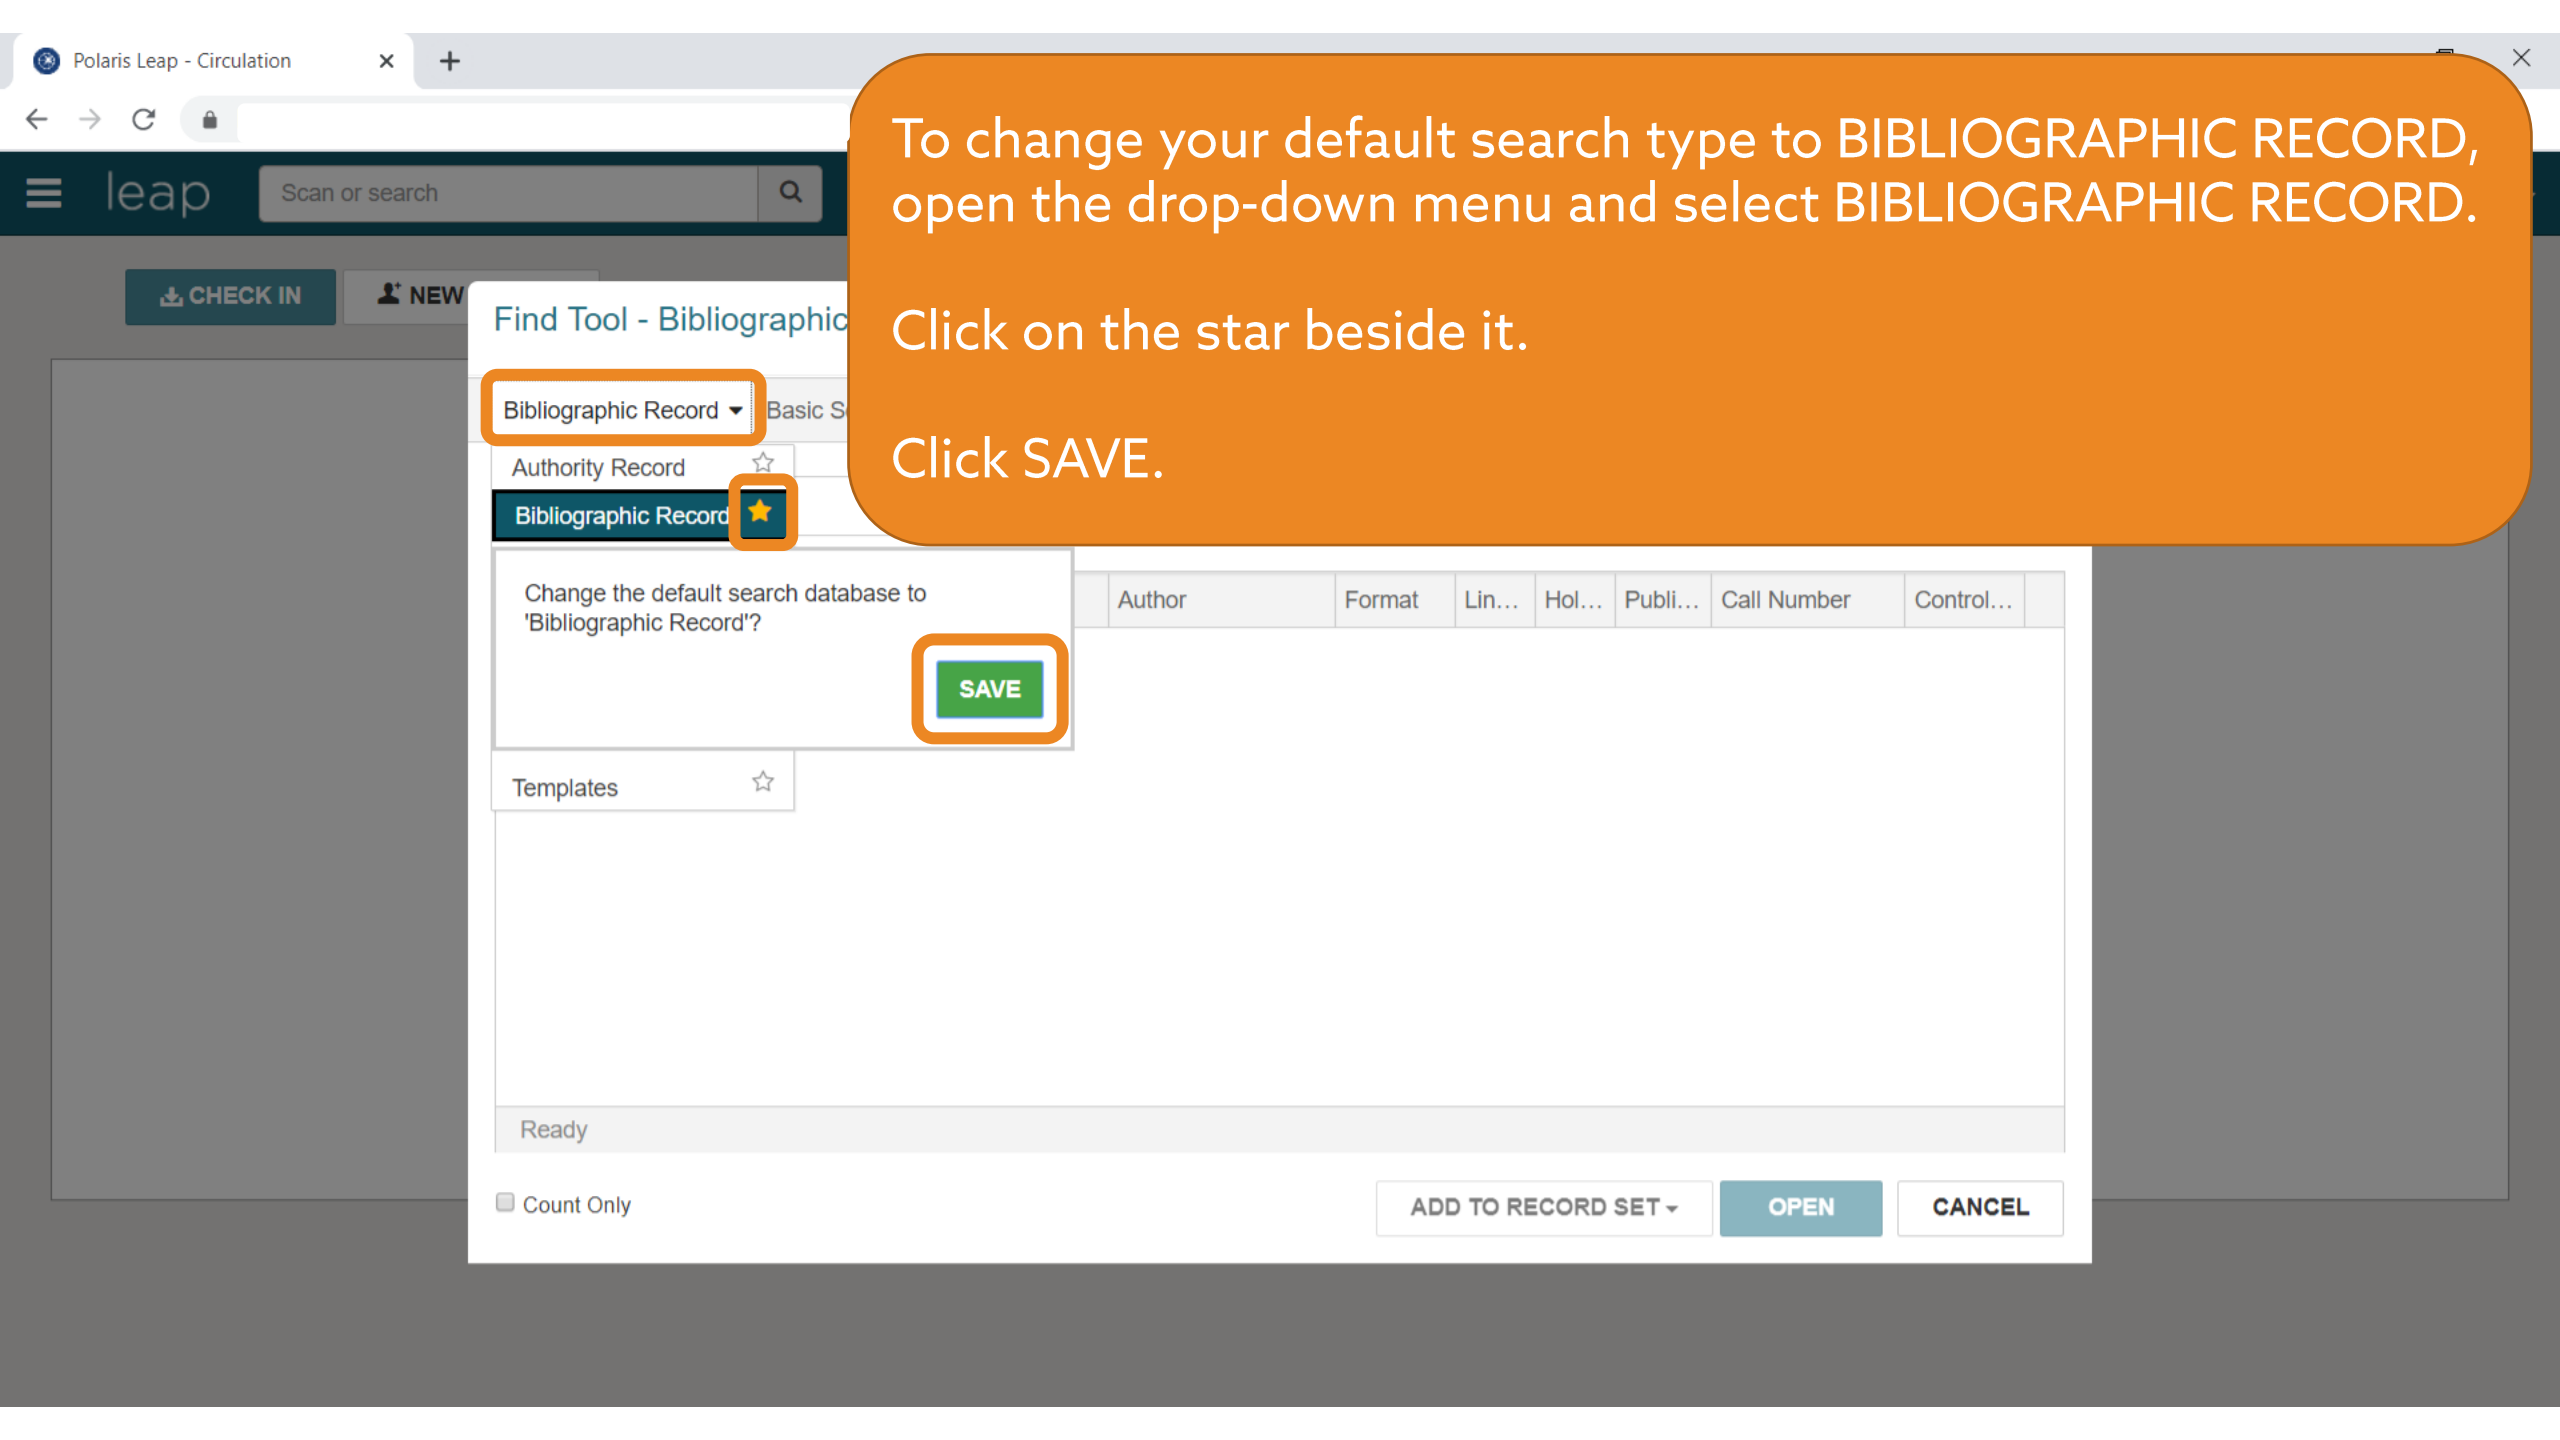 Polaris Leap - Circulation
To change your default search type to BIBLIOGRAPHIC RECORD,
open the drop-down menu and select BIBLIOGRAPHIC RECORD.
Click on the star beside it.
Click SAVE.
leap
Scan or search
CHECK IN
NEW
Find Tool - Bibliographic
Bibliographic Record
Basic S
Authority Record
Bibliographic Record
Change the default search database to
'Bibliographic Record'?
SAVE
Templates
Author Format Lin... Hol... Publi... Call Number Control...
Ready
Count Only
ADD TO RECORD SET
OPEN
CANCEL